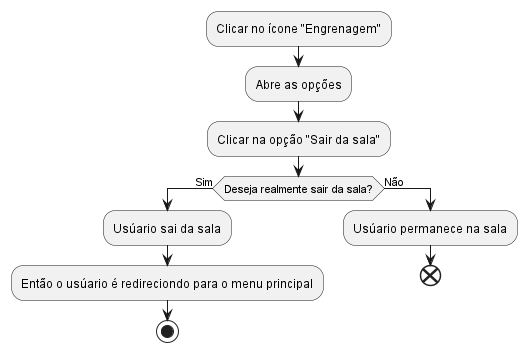 Clicar no ícone "Engrenagem"
Abre as opções
Clicar na opção "Sair da sala"
Sim
Deseja realmente sair da sala?
Não
Usúario sai da sala
Usúario permanece na sala
Então o usúario é redireciondo para o menu principal